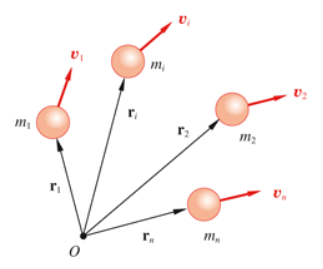 v₁
vᵢ
m₁
mᵢ
rᵢ
v₂
r₂
m₂
r₁
vₙ
O
rₙ
mₙ